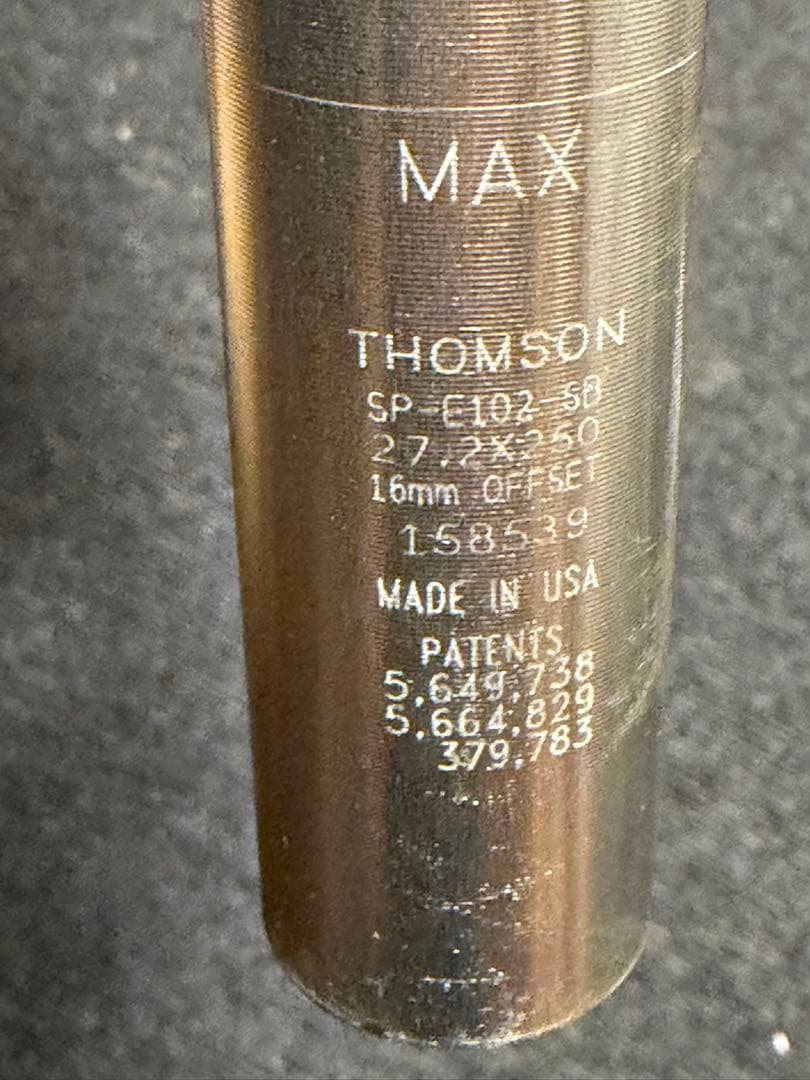 MAX
THOMSON
SP-E102-SB
27.2X250
16mm OFFSET
158539
MADE IN USA
PATENTS
5,649,738
5,664,829
379,783